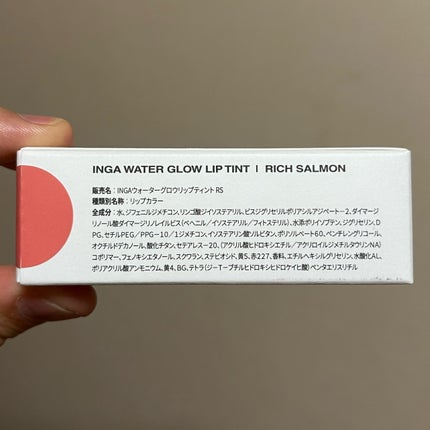 INGA WATER GLOW LIP TINT | RICH SALMON
販売名：INGAウォーターグロウリップティント RS
種類別名称：リップカラー
全成分：水、ジフェニルジメチコン、リンゴ酸ジイソステアリル、ビスジグリセリルポリアシルアジペート-2、ダイマージ
リノール酸ダイマージリノレイルビス(ベヘニル／イソステアリル／フィトステリル)、水添ポリイソブテン、ジグリセリン、D
PG、セチルPEG／PPG-10／1ジメチコン、イソステアリン酸ソルビタン、ポリソルベート60、ペンチレングリコール、
オクチルドデカノール、酸化チタン、セテアレス-20、(アクリル酸ヒドロキシエチル／アクリロイルジメチルタウリンNA)
コポリマー、フェノキシエタノール、スクワラン、ステビオシド、黄5、赤227、香料、エチルヘキシルグリセリン、水酸化AL、
ポリアクリル酸アンモニウム、黄4、BG、テトラ(ジーt-ブチルヒドロキシヒドロケイヒ酸)ペンタエリスリチル